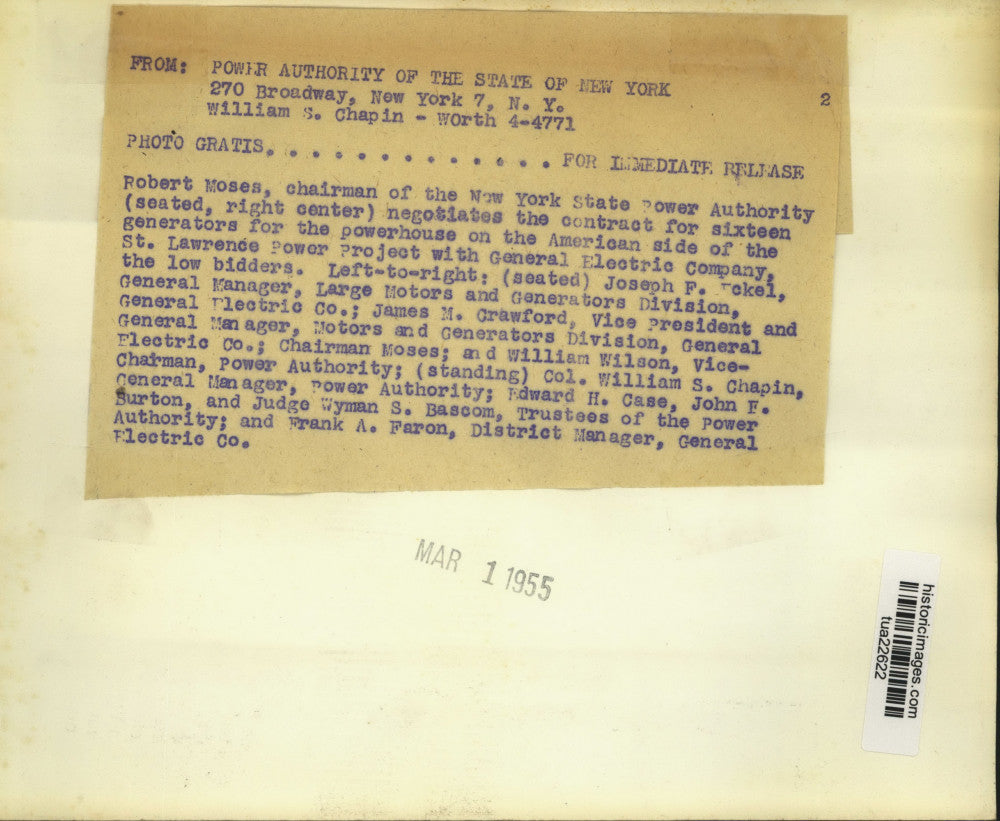 FROM: POWER AUTHORITY OF THE STATE OF NEW YORK
270 Broadway, New York 7, N. Y.
William S. Chapin - WOrth 4-4771
2
PHOTO GRATIS. . . . . . . . . . . . . . FOR IMMEDIATE RELEASE
Robert Moses, chairman of the New York State Power Authority
(seated, right center) negotiates the contract for sixteen
generators for the powerhouse on the American side of the
St. Lawrence Power Project with General Electric Company,
the low bidders. Left-to-right: (seated) Joseph F. Eckel,
General Manager, Large Motors and Generators Division,
General Electric Co.; James M. Crawford, Vice President and
General Manager, Motors and Generators Division, General
Electric Co.; Chairman Moses; and William Wilson, Vice-
Chairman, Power Authority; (standing) Col. William S. Chapin,
General Manager, Power Authority; Edward H. Case, John E.
Burton, and Judge Wyman S. Bascom, Trustees of the Power
Authority; and Frank A. Faron, District Manager, General
Electric Co.
MAR 1 1955
historicimages.com
tua22622